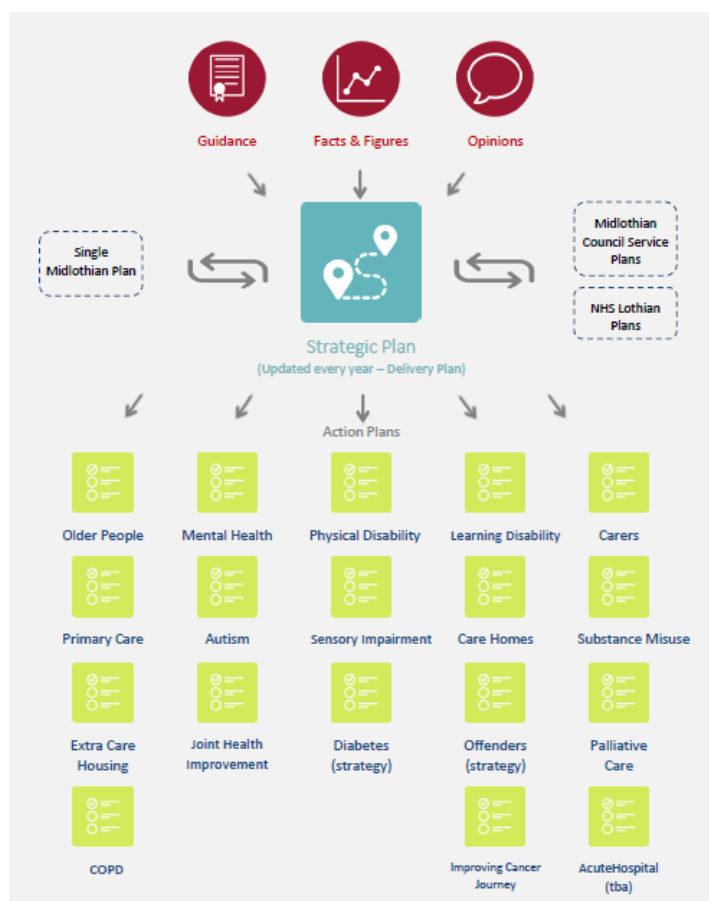 Guidance
Facts & Figures
Opinions
Single
Midlothian Plan
Midlothian
Council Service
Plans
NHS Lothian
Plans
Strategic Plan
(Updated every year – Delivery Plan)
Action Plans
Older People
Mental Health
Physical Disability
Learning Disability
Carers
Primary Care
Autism
Sensory Impairment
Care Homes
Substance Misuse
Extra Care
Housing
Joint Health
Improvement
Diabetes
(strategy)
Offenders
(strategy)
Palliative
Care
COPD
Improving Cancer
Journey
AcuteHospital
(tba)